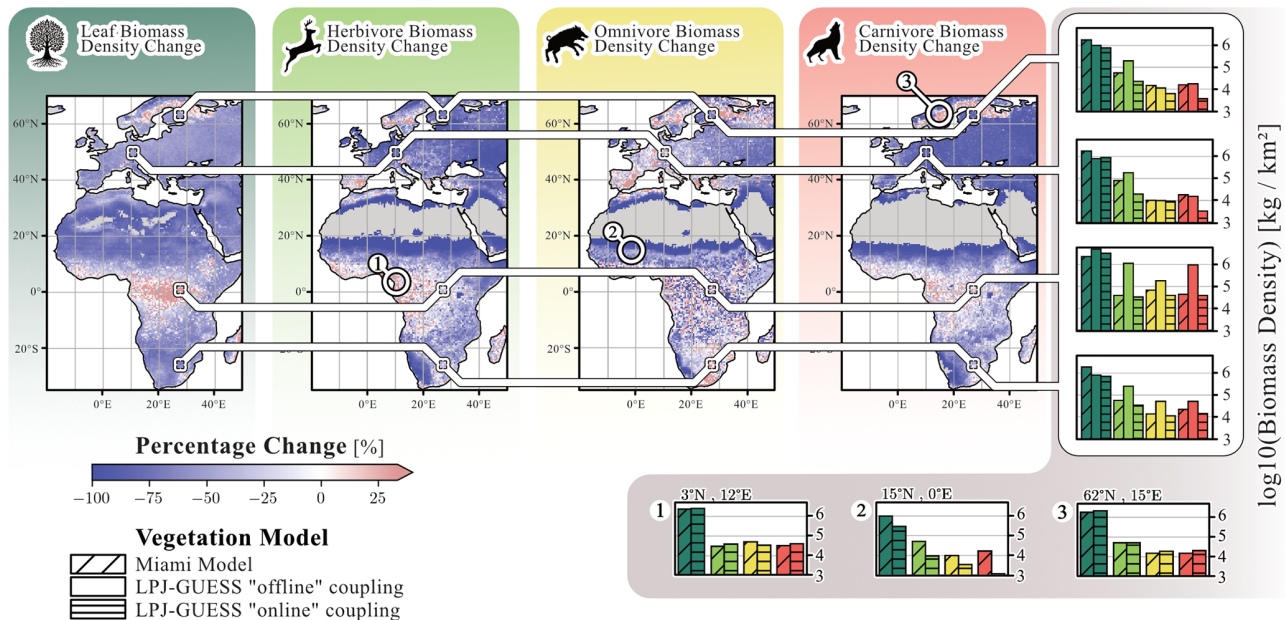 Leaf Biomass
Density Change
Herbivore Biomass
Density Change
Omnivore Biomass
Density Change
Carnivore Biomass
Density Change
60°N
40°N
20°N
0°
20°S
0°E 20°E 40°E
60°N
40°N
20°N
0°
20°S
0°E 20°E 40°E
1
60°N
40°N
20°N
0°
20°S
0°E 20°E 40°E
2
60°N
40°N
20°N
0°
20°S
0°E 20°E 40°E
3
6
5
4
3
6
5
4
3
6
5
4
3
6
5
4
3
log10(Biomass Density) [kg / km²]
Percentage Change [%]
−100 −75 −50 −25 0 25
Vegetation Model
Miami Model
LPJ-GUESS "offline" coupling
LPJ-GUESS "online" coupling
1
3°N , 12°E
6
5
4
3
2
15°N , 0°E
6
5
4
3
3
62°N , 15°E
6
5
4
3